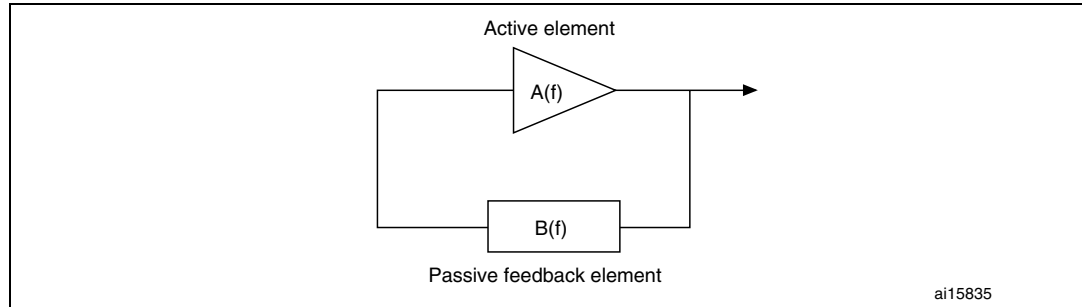 Active element
A(f)
B(f)
Passive feedback element
ai15835